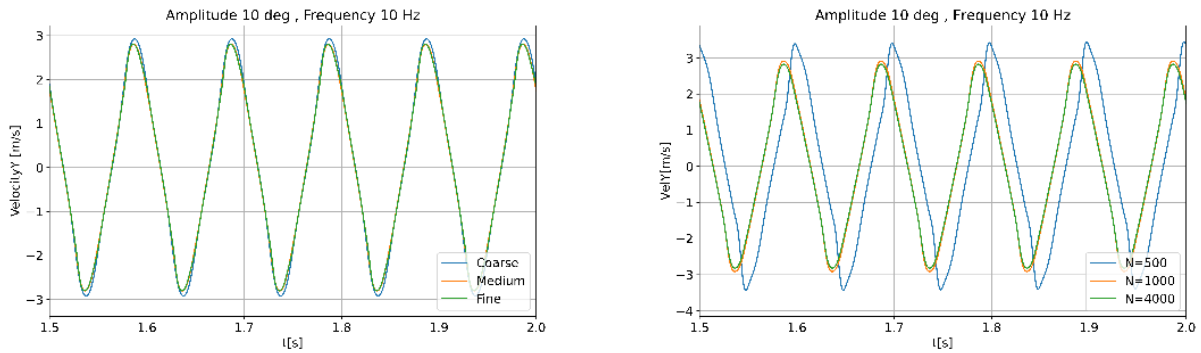 Amplitude 10 deg , Frequency 10 Hz
VelocityY [m/s]
3
2
1
0
−1
−2
−3
Coarse
Medium
Fine
1.5 1.6 1.7 1.8 1.9 2.0
t[s]
Amplitude 10 deg , Frequency 10 Hz
VelY[m/s]
3
2
1
0
−1
−2
−3
−4
N=500
N=1000
N=4000
1.5 1.6 1.7 1.8 1.9 2.0
t[s]